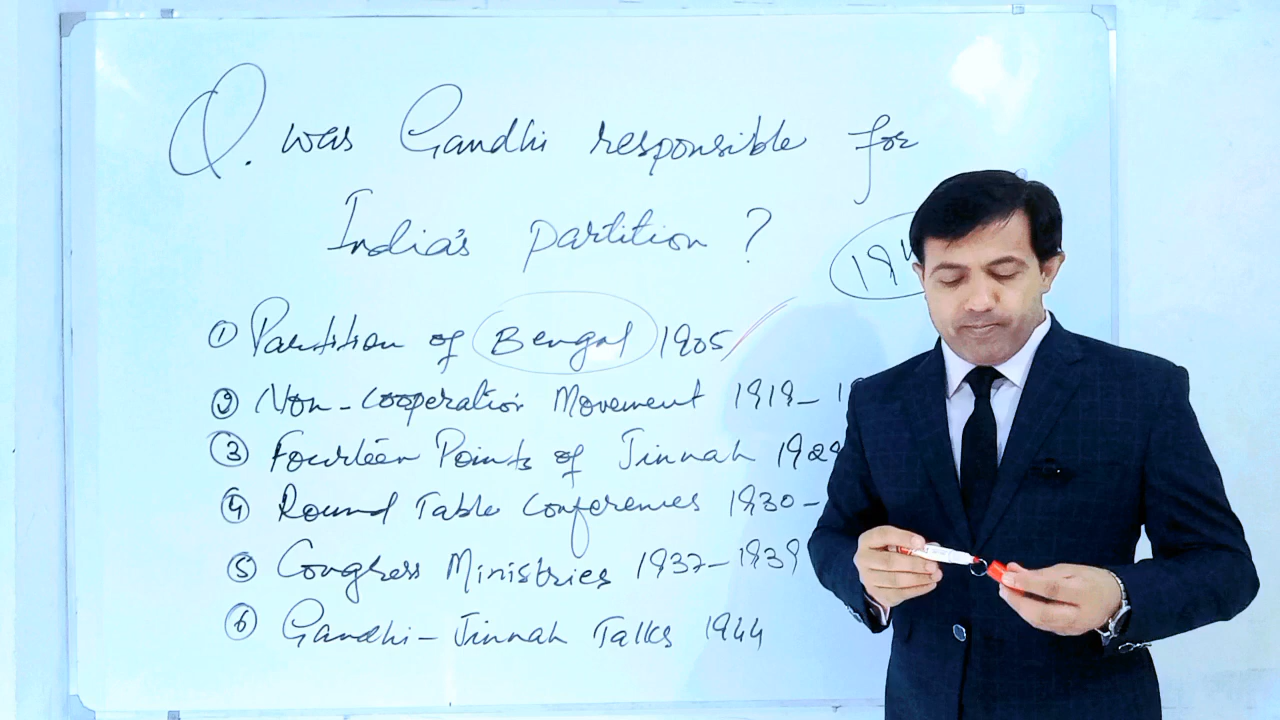 Q. was Gandhi responsible for
India's partition ?
① Partition of Bengal 1905
② Non-cooperation Movement 1919-
③ Fourteen Points of Jinnah 1929
④ Round Table Conferences 1930-
⑤ Congress Ministries 1937-1939
⑥ Gandhi-Jinnah Talks 1944